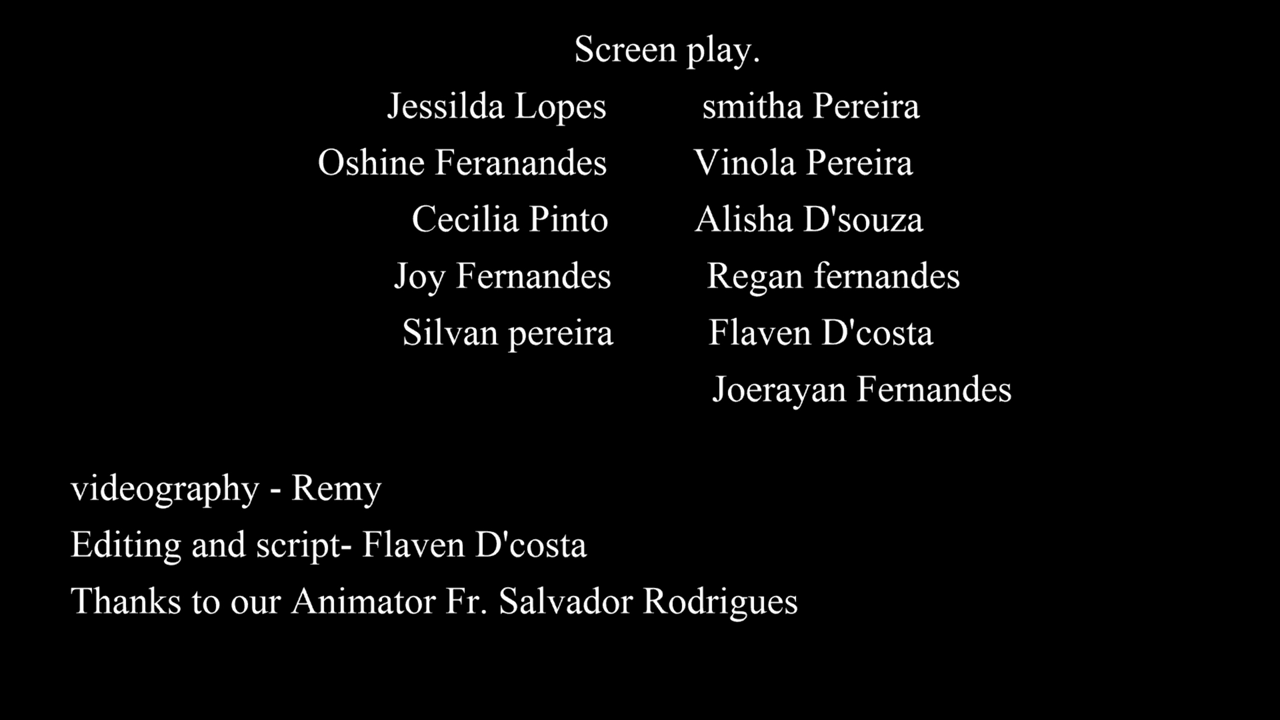 Screen play.
Jessilda Lopes smitha Pereira
Oshine Feranandes Vinola Pereira
Cecilia Pinto Alisha D'souza
Joy Fernandes Regan fernandes
Silvan pereira Flaven D'costa
Joerayan Fernandes
videography - Remy
Editing and script- Flaven D'costa
Thanks to our Animator Fr. Salvador Rodrigues